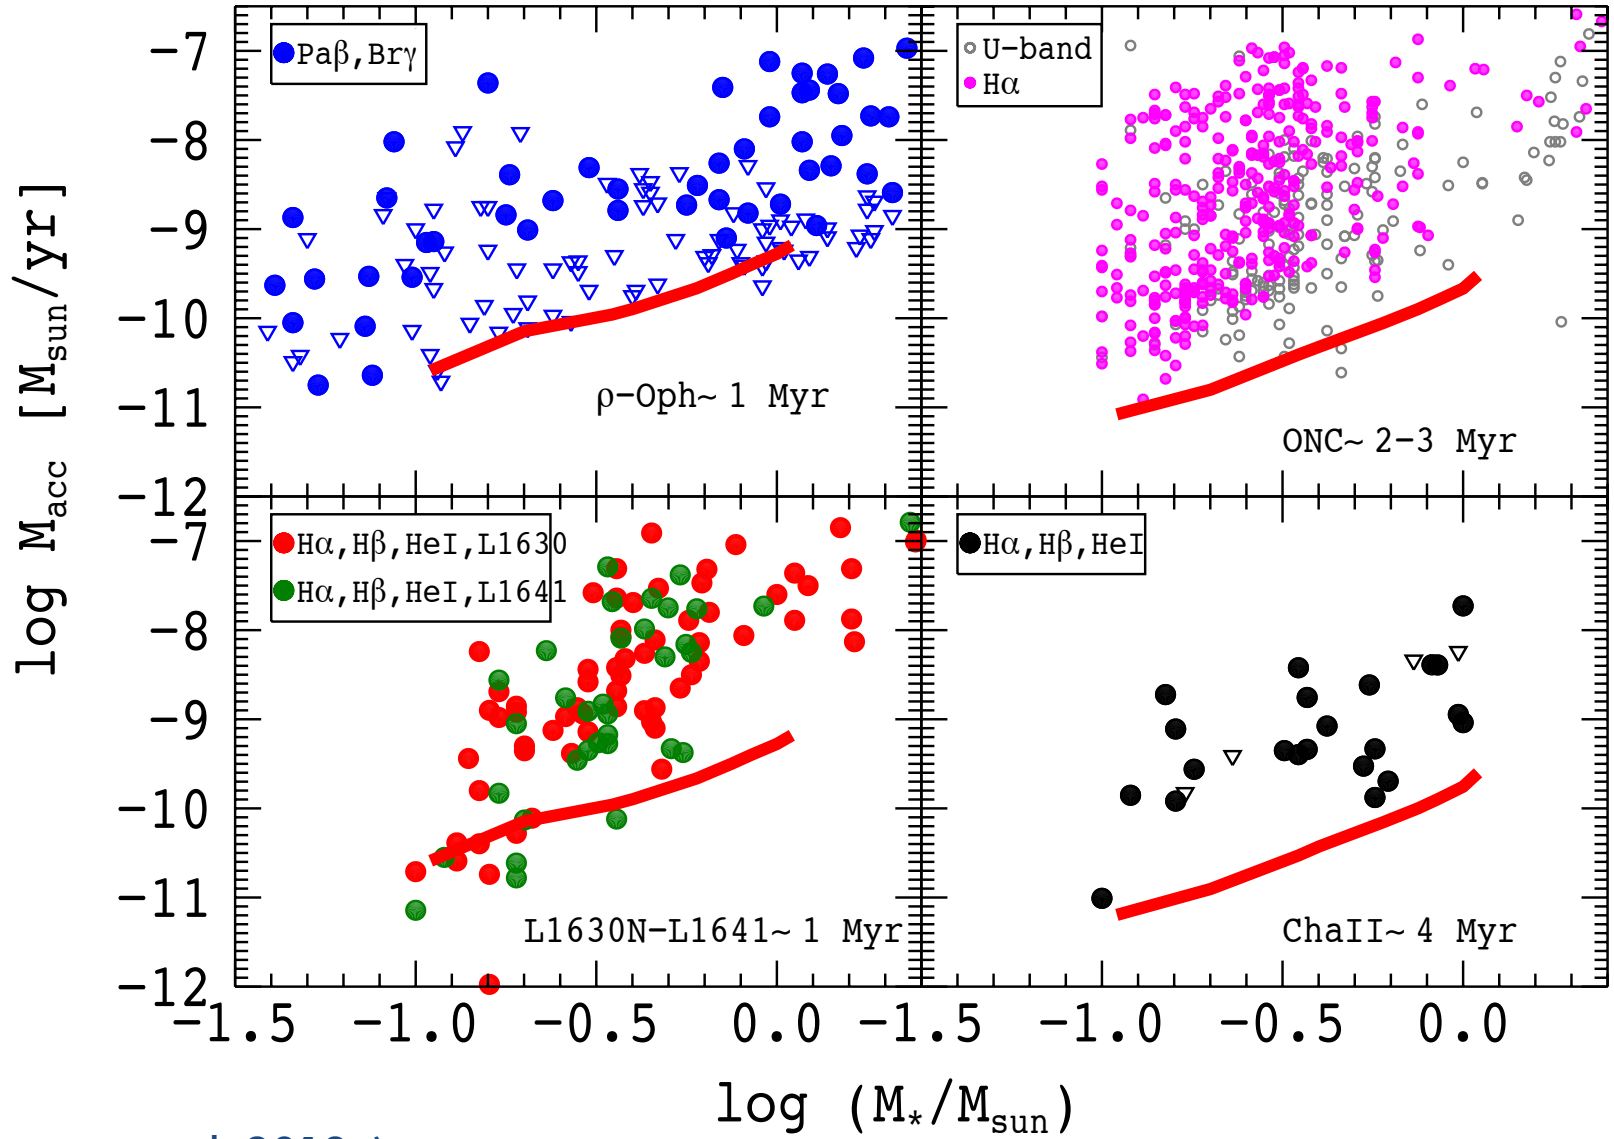 Paβ,Brγ
U-band
Hα
-7
-8
-9
-10
-11
-12
ρ-Oph~ 1 Myr
ONC~ 2-3 Myr
log Macc [Msun/yr]
Hα,Hβ,HeI,L1630
Hα,Hβ,HeI,L1641
Hα,Hβ,HeI
-7
-8
-9
-10
-11
-12
L1630N-L1641~ 1 Myr
ChaII~ 4 Myr
-1.5 -1.0 -0.5 0.0 -1.5 -1.0 -0.5 0.0
log (M*/Msun)